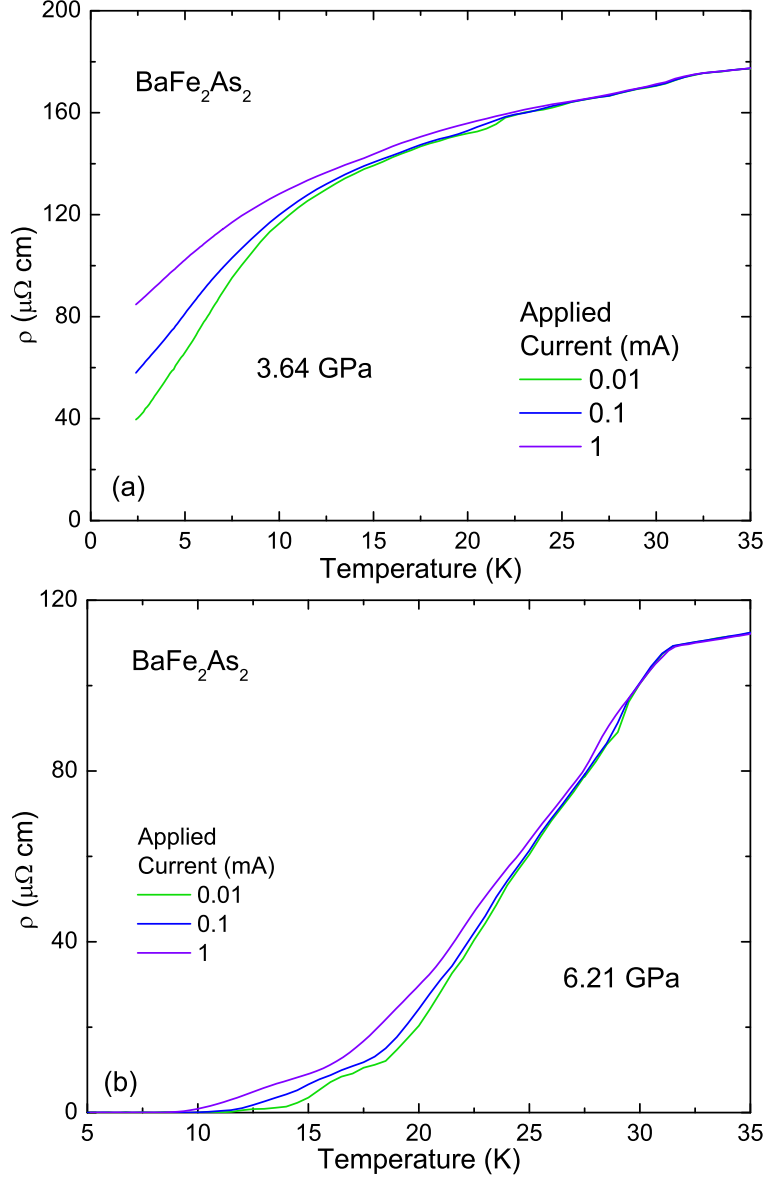 200
160
120
80
40
0
ρ (μΩ cm)
BaFe₂As₂
3.64 GPa
Applied
Current (mA)
0.01
0.1
1
(a)
0 5 10 15 20 25 30 35
Temperature (K)
120
80
40
0
ρ (μΩ cm)
BaFe₂As₂
Applied
Current (mA)
0.01
0.1
1
6.21 GPa
(b)
5 10 15 20 25 30 35
Temperature (K)